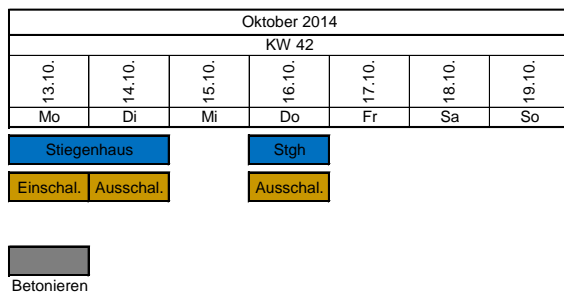 Oktober 2014
KW 42
13.10. 14.10. 15.10. 16.10. 17.10. 18.10. 19.10.
Mo Di Mi Do Fr Sa So
Stiegenhaus Stgh
Einschal. Ausschal. Ausschal.
Betonieren